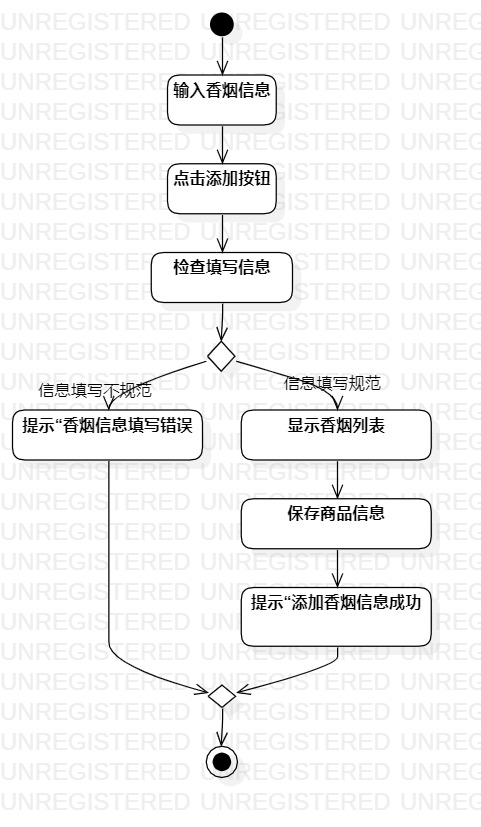 UNREGISTERED UNREGISTERED UNREG
输入香烟信息
点击添加按钮
检查填写信息
信息填写不规范
信息填写规范
提示“香烟信息填写错误
显示香烟列表
保存商品信息
提示“添加香烟信息成功